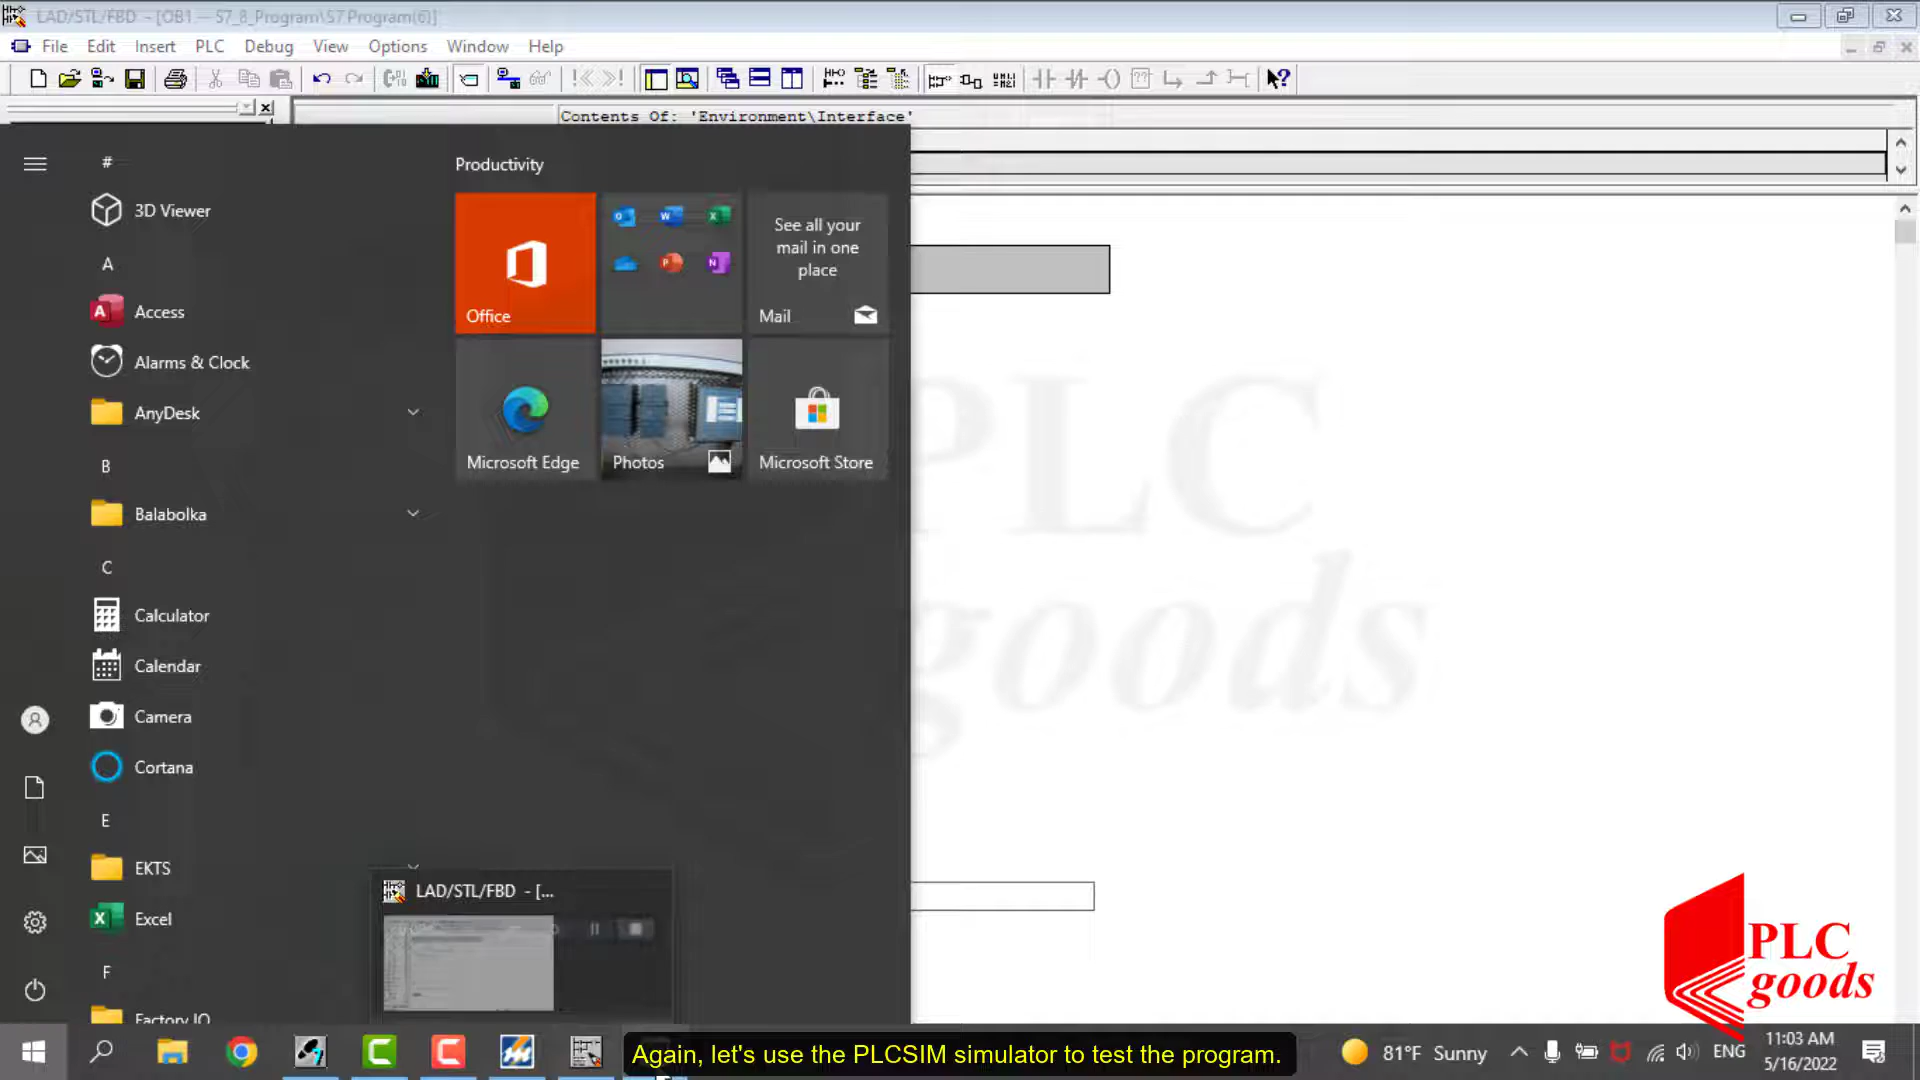 LAD/STL/FBD - [OB1 -- S7_8_Program\S7 Program(6)]
File Edit Insert PLC Debug View Options Window Help
Contents Of: 'Environment\Interface'
#
3D Viewer
A
Access
Alarms & Clock
AnyDesk
B
Balabolka
C
Calculator
Calendar
Camera
Cortana
E
EKTS
Excel
F
Factory IO
Productivity
Office
See all your
mail in one
place
Mail
Microsoft Edge
Photos
Microsoft Store
LAD/STL/FBD - [...
PLC
goods
PLC
goods
Again, let's use the PLCSIM simulator to test the program.
81°F Sunny
ENG
11:03 AM
5/16/2022